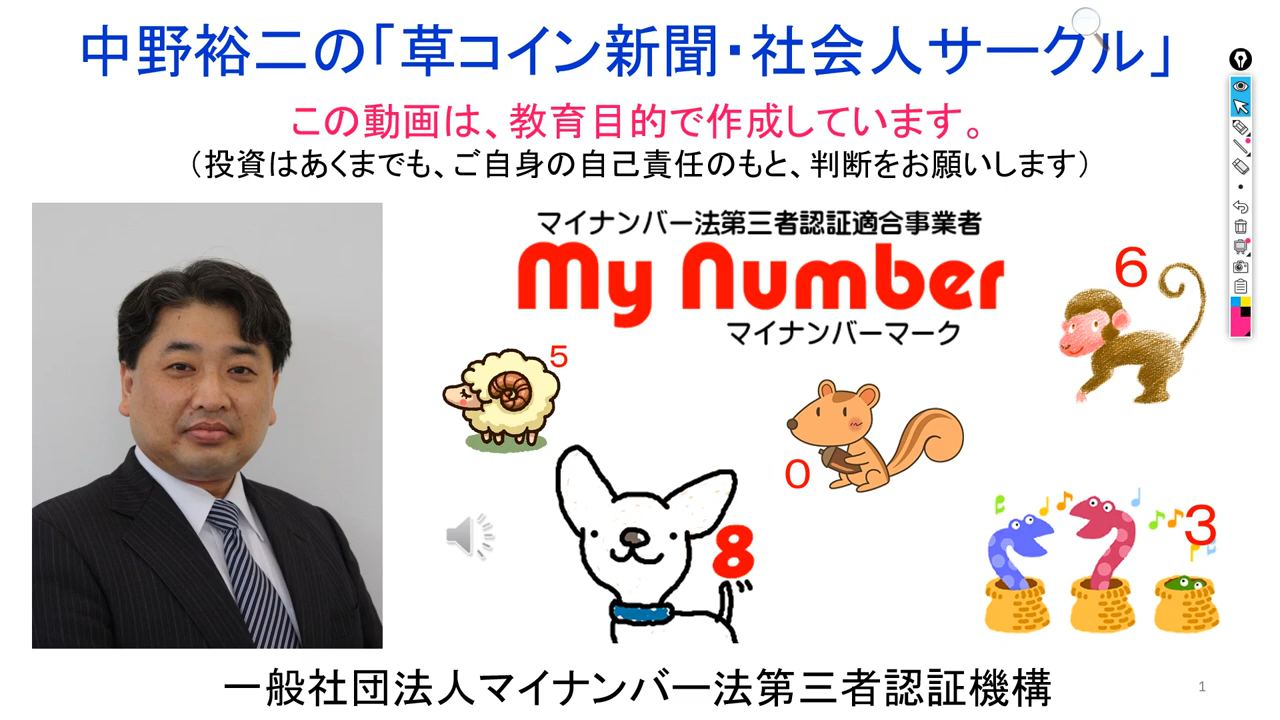 中野裕二の「草コイン新聞・社会人サークル」
この動画は、教育目的で作成しています。
（投資はあくまでも、ご自身の自己責任のもと、判断をお願いします）
マイナンバー法第三者認証適合事業者
My Number
マイナンバーマーク
6
5
0
8
3
一般社団法人マイナンバー法第三者認証機構
1